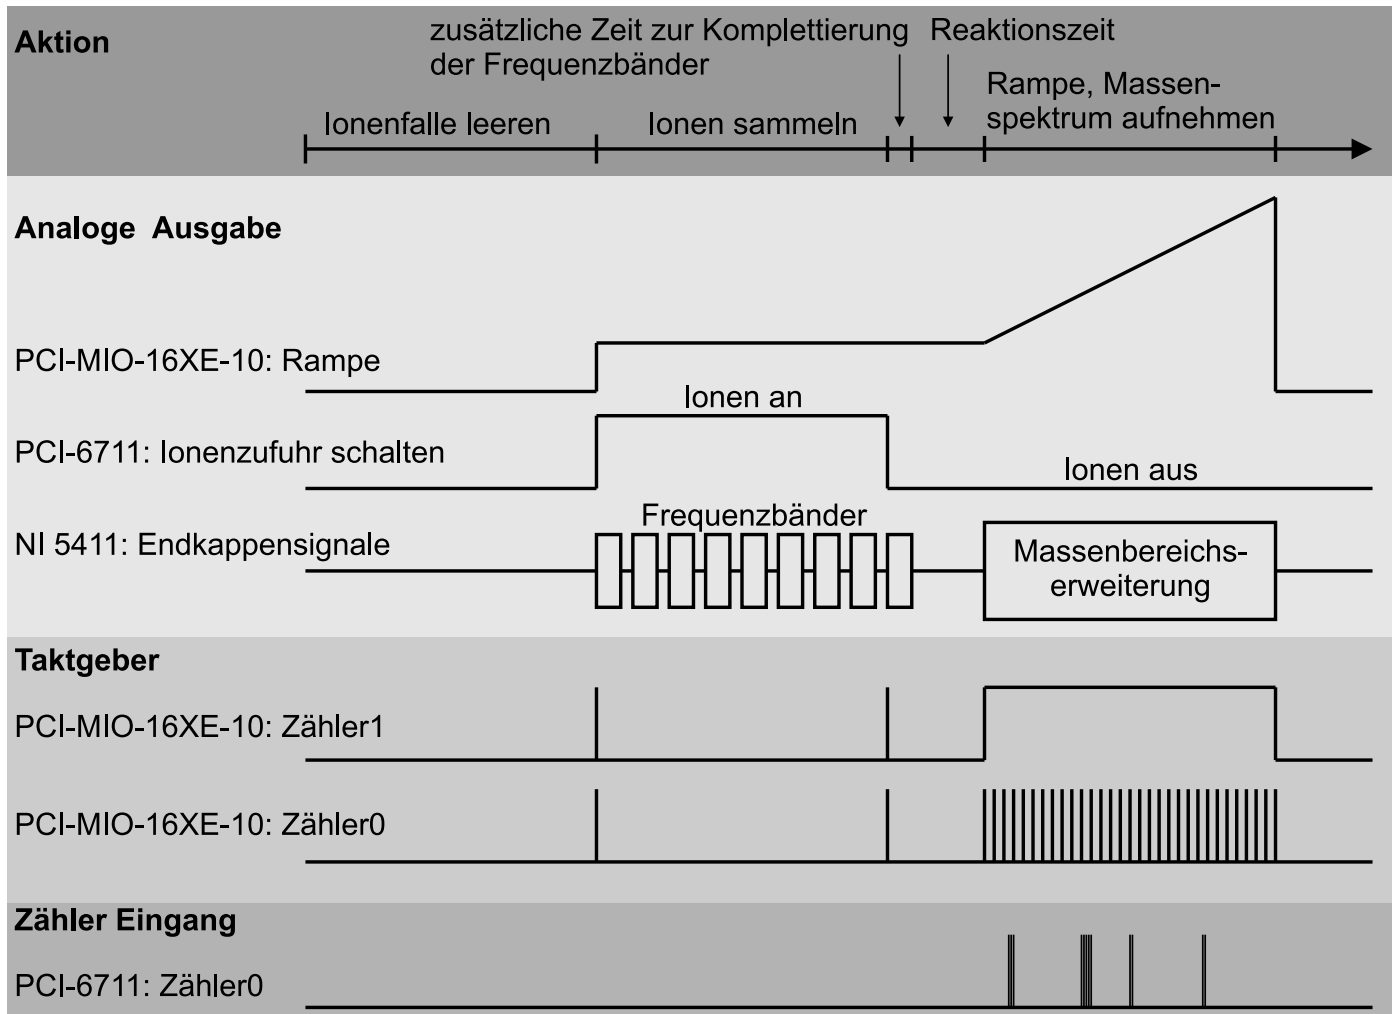 Aktion
zusätzliche Zeit zur Komplettierung
der Frequenzbänder
Reaktionszeit
Rampe, Massen-
spektrum aufnehmen
Ionenfalle leeren
Ionen sammeln
Analoge Ausgabe
PCI-MIO-16XE-10: Rampe
Ionen an
PCI-6711: Ionenzufuhr schalten
Ionen aus
Frequenzbänder
NI 5411: Endkappensignale
Massenbereichs-
erweiterung
Taktgeber
PCI-MIO-16XE-10: Zähler1
PCI-MIO-16XE-10: Zähler0
Zähler Eingang
PCI-6711: Zähler0